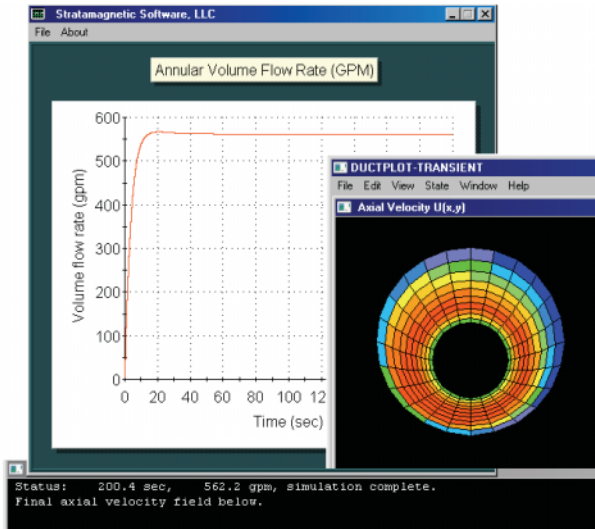 Stratamagnetic Software, LLC
File About
Annular Volume Flow Rate (GPM)
600
500
400
300
200
100
0
Volume flow rate (gpm)
0 20 40 60 80 100 12
Time (sec)
DUCTPLOT-TRANSIENT
File Edit View State Window Help
Axial Velocity U(x,y)
Status: 200.4 sec, 562.2 gpm, simulation complete.
Final axial velocity field below.